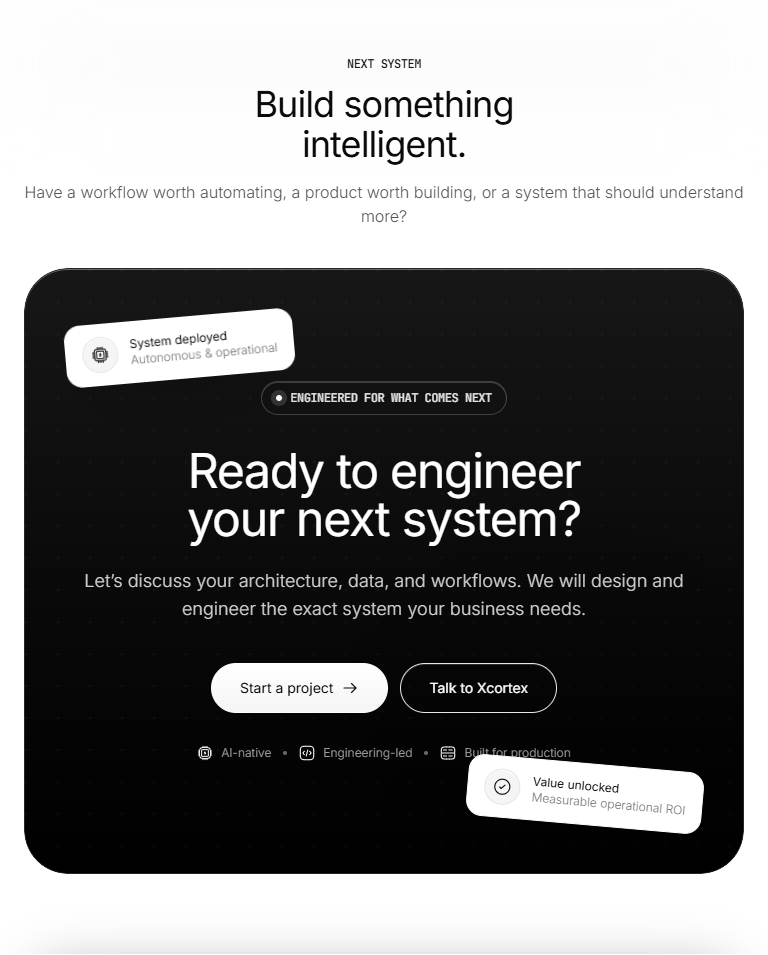 NEXT SYSTEM
Build something
intelligent.
Have a workflow worth automating, a product worth building, or a system that should understand
more?
System deployed
Autonomous & operational
ENGINEERED FOR WHAT COMES NEXT
Ready to engineer
your next system?
Let’s discuss your architecture, data, and workflows. We will design and
engineer the exact system your business needs.
Start a project
Talk to Xcortex
AI-native
Engineering-led
Built for production
Value unlocked
Measurable operational ROI